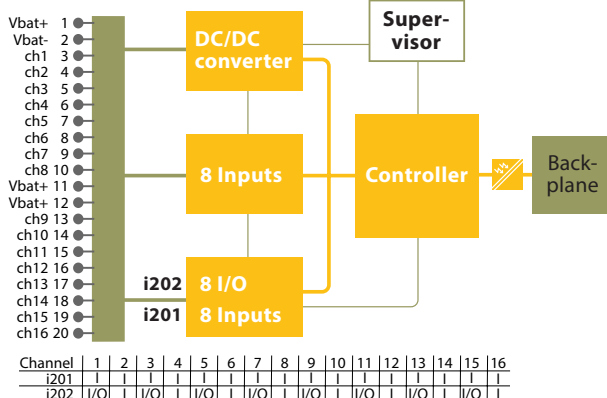 Vbat+ 1
Vbat- 2
ch1 3
ch2 4
ch3 5
ch4 6
ch5 7
ch6 8
ch7 9
ch8 10
Vbat+ 11
Vbat+ 12
ch9 13
ch10 14
ch11 15
ch12 16
ch13 17
ch14 18
ch15 19
ch16 20
DC/DC
converter
Super-
visor
8 Inputs
Controller
Back-
plane
i202 8 I/O
i201 8 Inputs
Channel 1 2 3 4 5 6 7 8 9 10 11 12 13 14 15 16
i201 I I I I I I I I I I I I I I I I
i202 I/O I I/O I I/O I I/O I I/O I I/O I I/O I I/O I